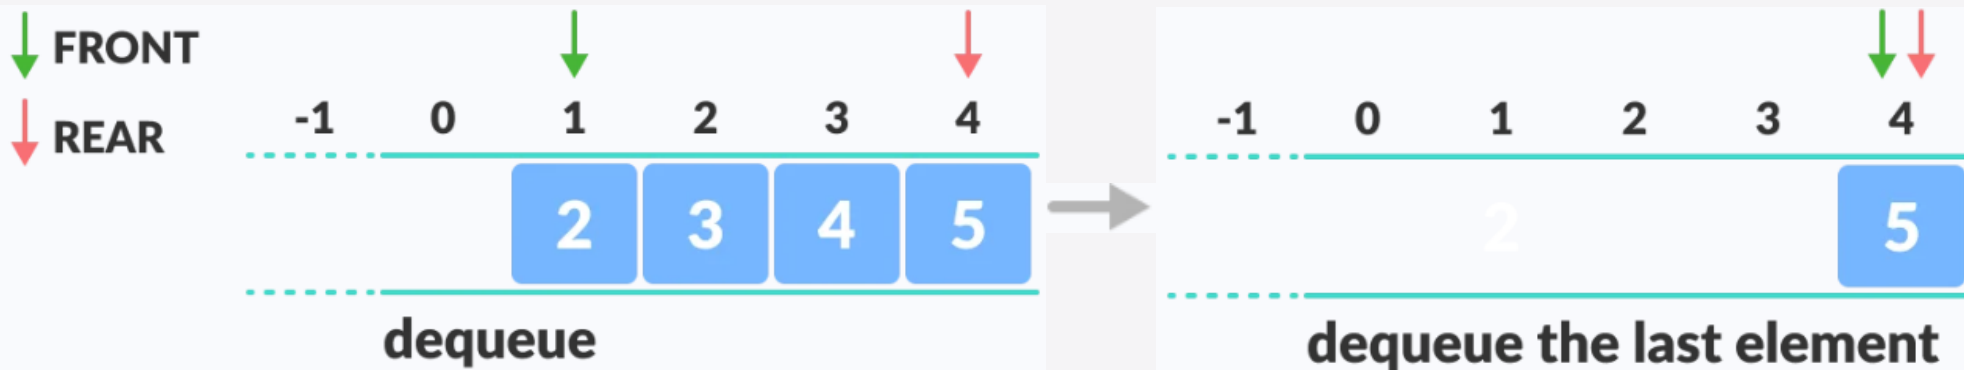 FRONT
REAR
-1 0 1 2 3 4
2 3 4 5
dequeue
-1 0 1 2 3 4
2 5
dequeue the last element